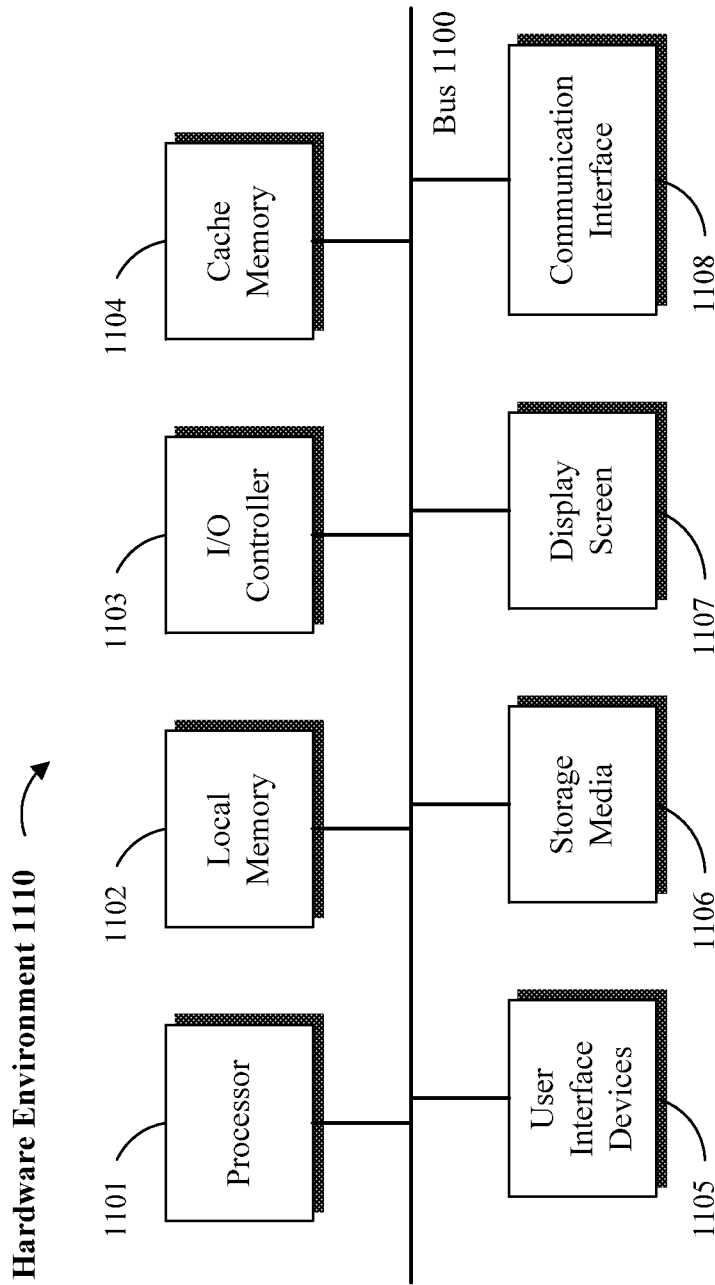 Hardware Environment 1110
1101
Processor
1102
Local
Memory
1103
I/O
Controller
1104
Cache
Memory
Bus 1100
User
Interface
Devices
1105
Storage
Media
1106
Display
Screen
1107
Communication
Interface
1108